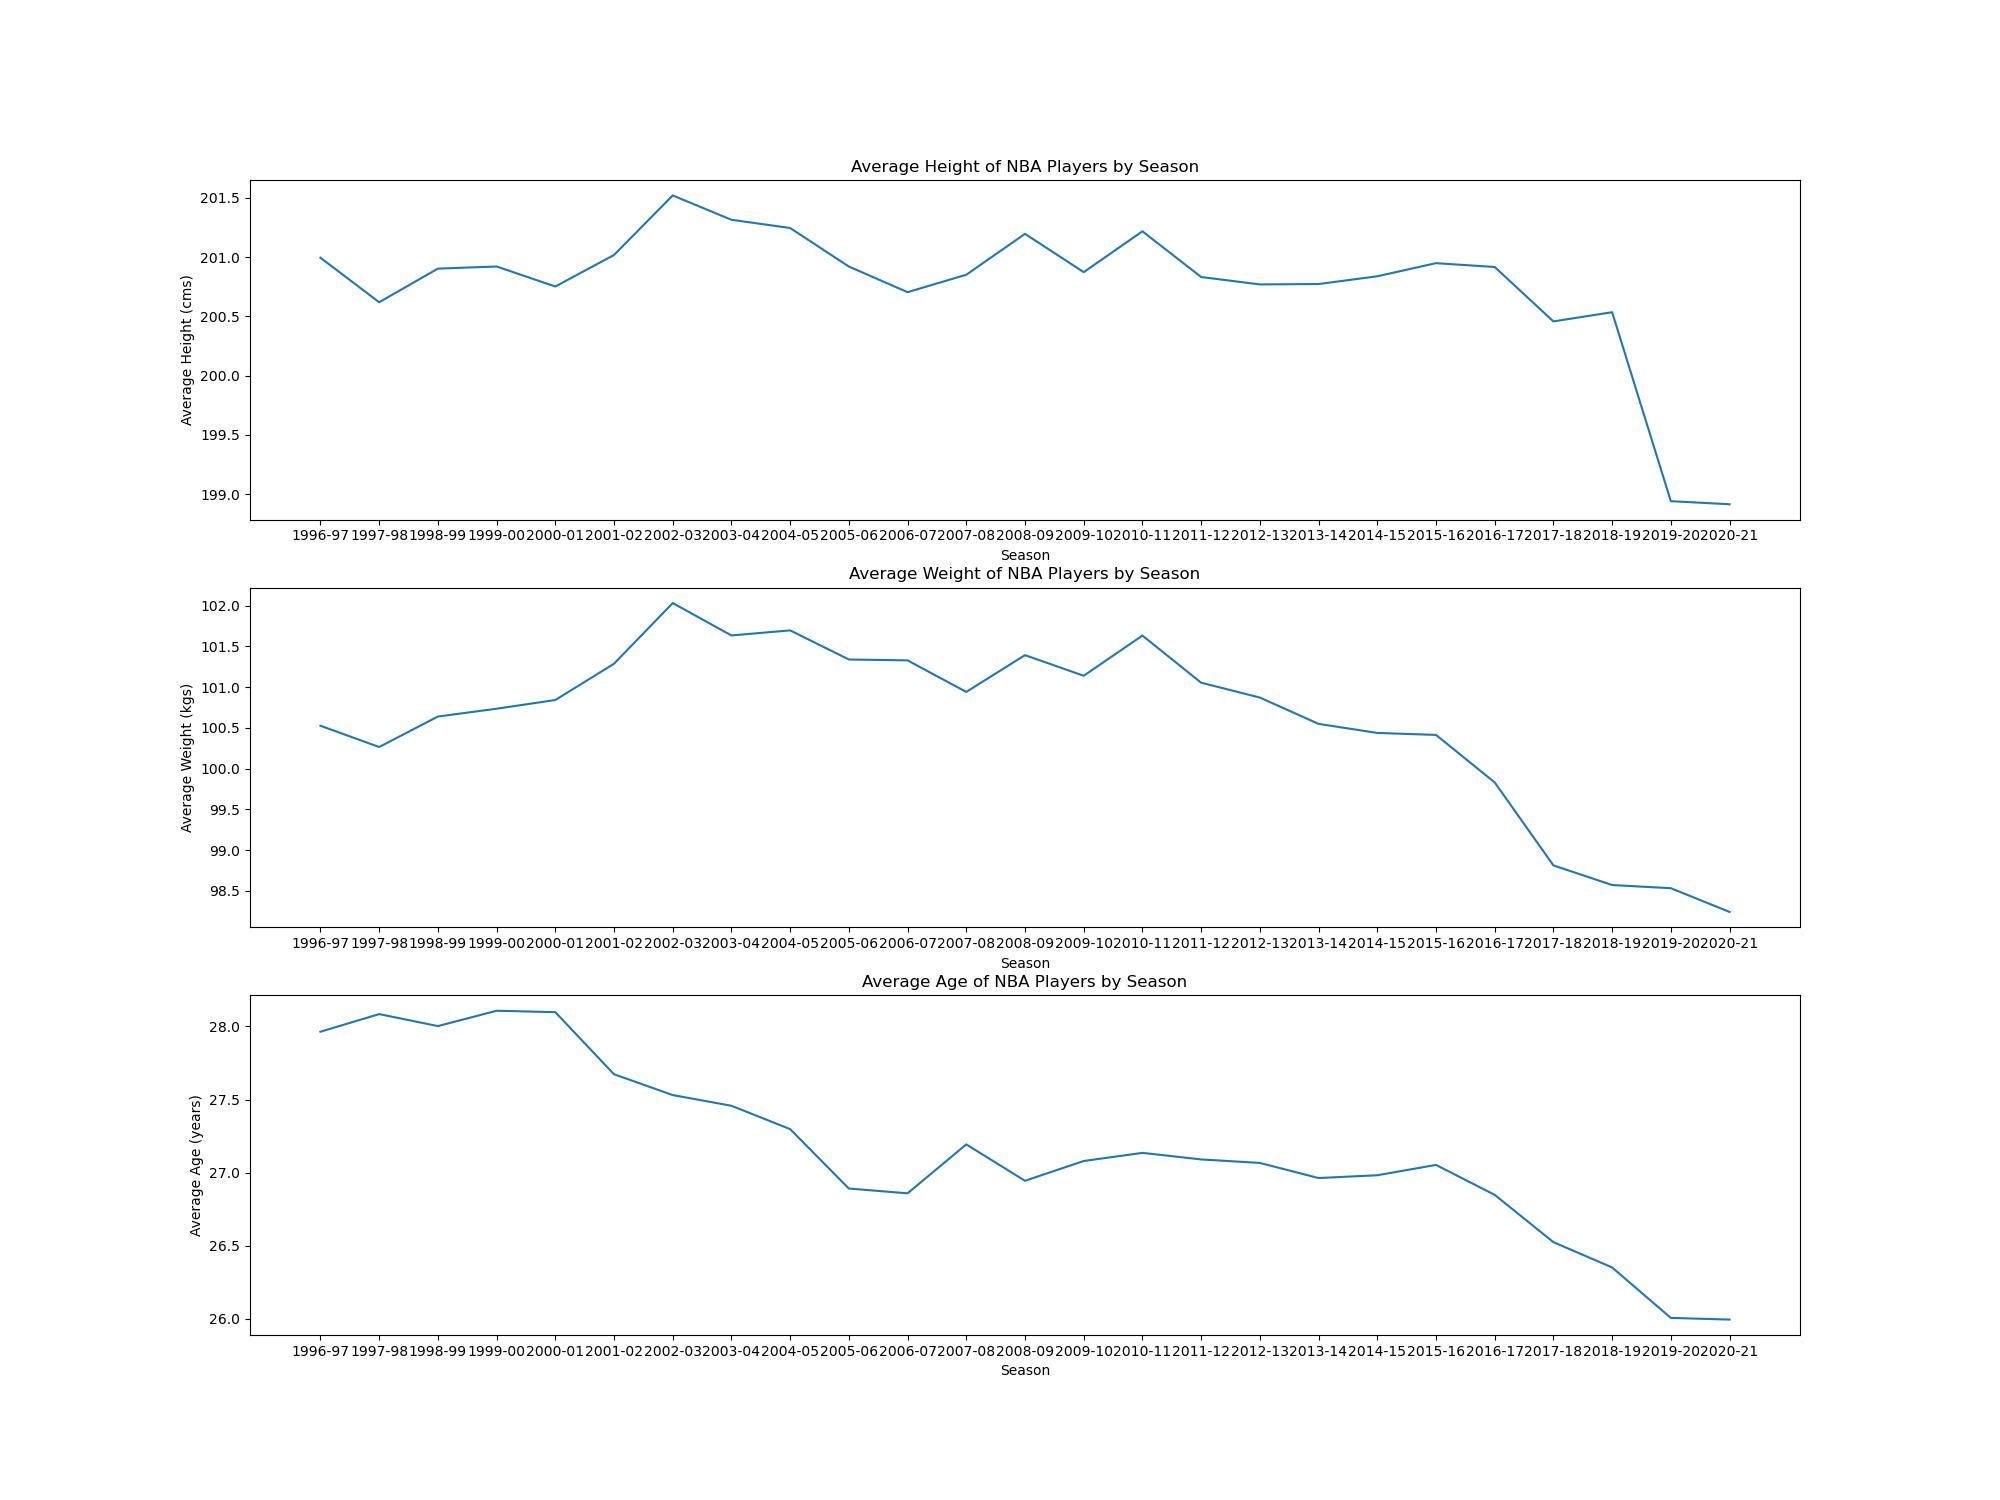 Average Height of NBA Players by Season
Average Height (cms)
201.5
201.0
200.5
200.0
199.5
199.0
1996-97 1997-98 1998-99 1999-00 2000-01 2001-02 2002-03 2003-04 2004-05 2005-06 2006-07 2007-08 2008-09 2009-10 2010-11 2011-12 2012-13 2013-14 2014-15 2015-16 2016-17 2017-18 2018-19 2019-20 2020-21
Season
Average Weight of NBA Players by Season
Average Weight (kgs)
102.0
101.5
101.0
100.5
100.0
99.5
99.0
98.5
1996-97 1997-98 1998-99 1999-00 2000-01 2001-02 2002-03 2003-04 2004-05 2005-06 2006-07 2007-08 2008-09 2009-10 2010-11 2011-12 2012-13 2013-14 2014-15 2015-16 2016-17 2017-18 2018-19 2019-20 2020-21
Season
Average Age of NBA Players by Season
Average Age (years)
28.0
27.5
27.0
26.5
26.0
1996-97 1997-98 1998-99 1999-00 2000-01 2001-02 2002-03 2003-04 2004-05 2005-06 2006-07 2007-08 2008-09 2009-10 2010-11 2011-12 2012-13 2013-14 2014-15 2015-16 2016-17 2017-18 2018-19 2019-20 2020-21
Season